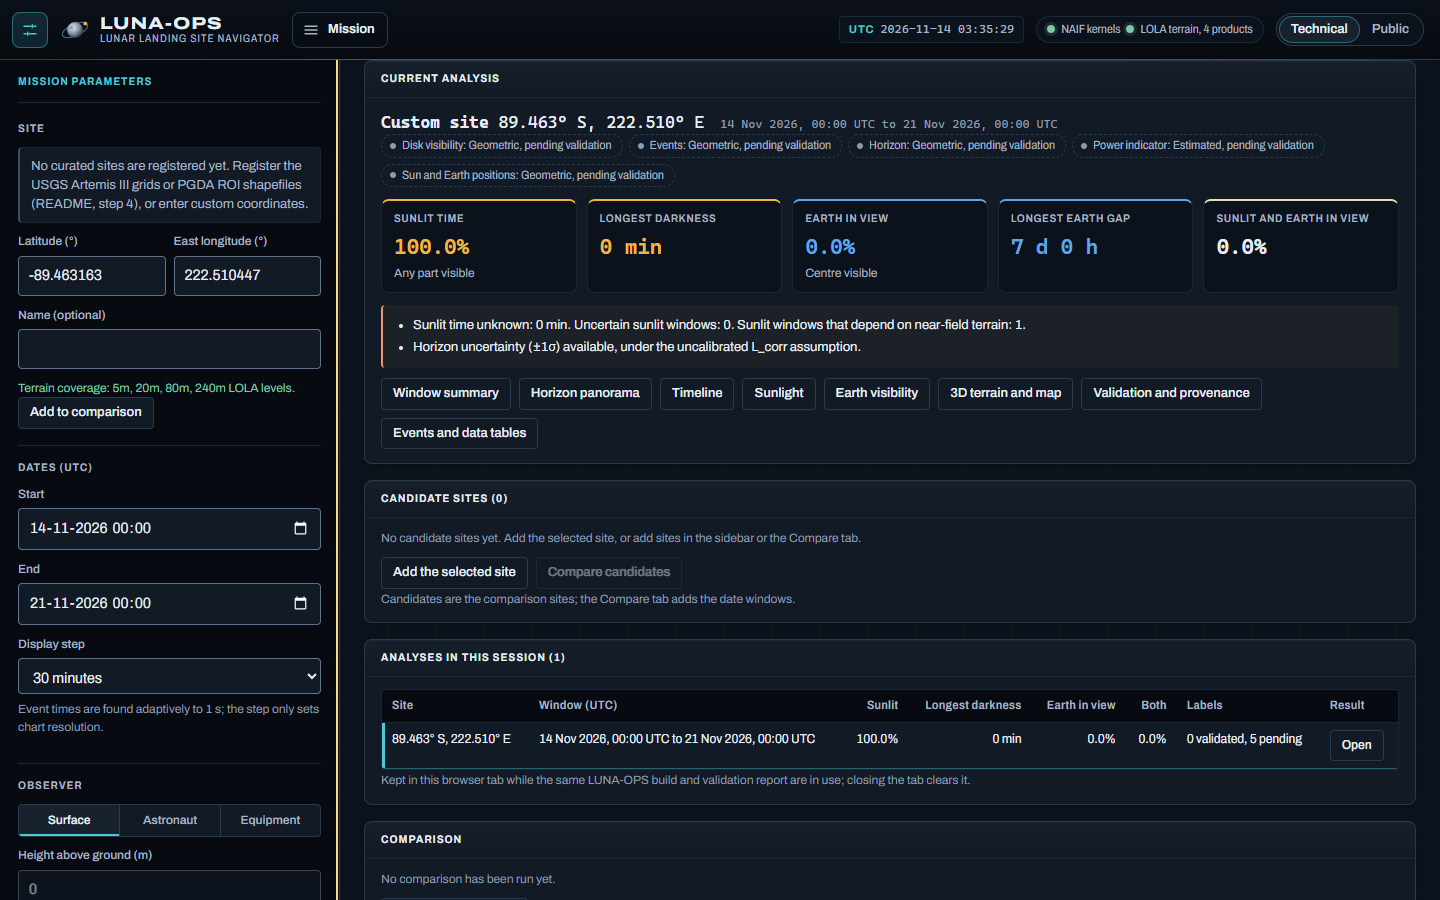 LUNA-OPS
LUNAR LANDING SITE NAVIGATOR
Mission
UTC 2026-11-14 03:35:29
NAIF kernels
LOLA terrain, 4 products
Technical
Public
MISSION PARAMETERS
SITE
No curated sites are registered yet. Register the
USGS Artemis III grids or PGDA ROI shapefiles
(README, step 4), or enter custom coordinates.
Latitude (°)
East longitude (°)
-89.463163
222.510447
Name (optional)
Terrain coverage: 5m, 20m, 80m, 240m LOLA levels.
Add to comparison
DATES (UTC)
Start
14-11-2026 00:00
End
21-11-2026 00:00
Display step
30 minutes
Event times are found adaptively to 1 s; the step only sets
chart resolution.
OBSERVER
Surface
Astronaut
Equipment
Height above ground (m)
0
CURRENT ANALYSIS
Custom site 89.463° S, 222.510° E 14 Nov 2026, 00:00 UTC to 21 Nov 2026, 00:00 UTC
Disk visibility: Geometric, pending validation
Events: Geometric, pending validation
Horizon: Geometric, pending validation
Power indicator: Estimated, pending validation
Sun and Earth positions: Geometric, pending validation
SUNLIT TIME
100.0%
Any part visible
LONGEST DARKNESS
0 min
EARTH IN VIEW
0.0%
Centre visible
LONGEST EARTH GAP
7 d 0 h
SUNLIT AND EARTH IN VIEW
0.0%
• Sunlit time unknown: 0 min. Uncertain sunlit windows: 0. Sunlit windows that depend on near-field terrain: 1.
• Horizon uncertainty (±1σ) available, under the uncalibrated L_corr assumption.
Window summary
Horizon panorama
Timeline
Sunlight
Earth visibility
3D terrain and map
Validation and provenance
Events and data tables
CANDIDATE SITES (0)
No candidate sites yet. Add the selected site, or add sites in the sidebar or the Compare tab.
Add the selected site
Compare candidates
Candidates are the comparison sites; the Compare tab adds the date windows.
ANALYSES IN THIS SESSION (1)
Site Window (UTC) Sunlit Longest darkness Earth in view Both Labels Result
89.463° S, 222.510° E 14 Nov 2026, 00:00 UTC to 21 Nov 2026, 00:00 UTC 100.0% 0 min 0.0% 0.0% 0 validated, 5 pending Open
Kept in this browser tab while the same LUNA-OPS build and validation report are in use; closing the tab clears it.
COMPARISON
No comparison has been run yet.